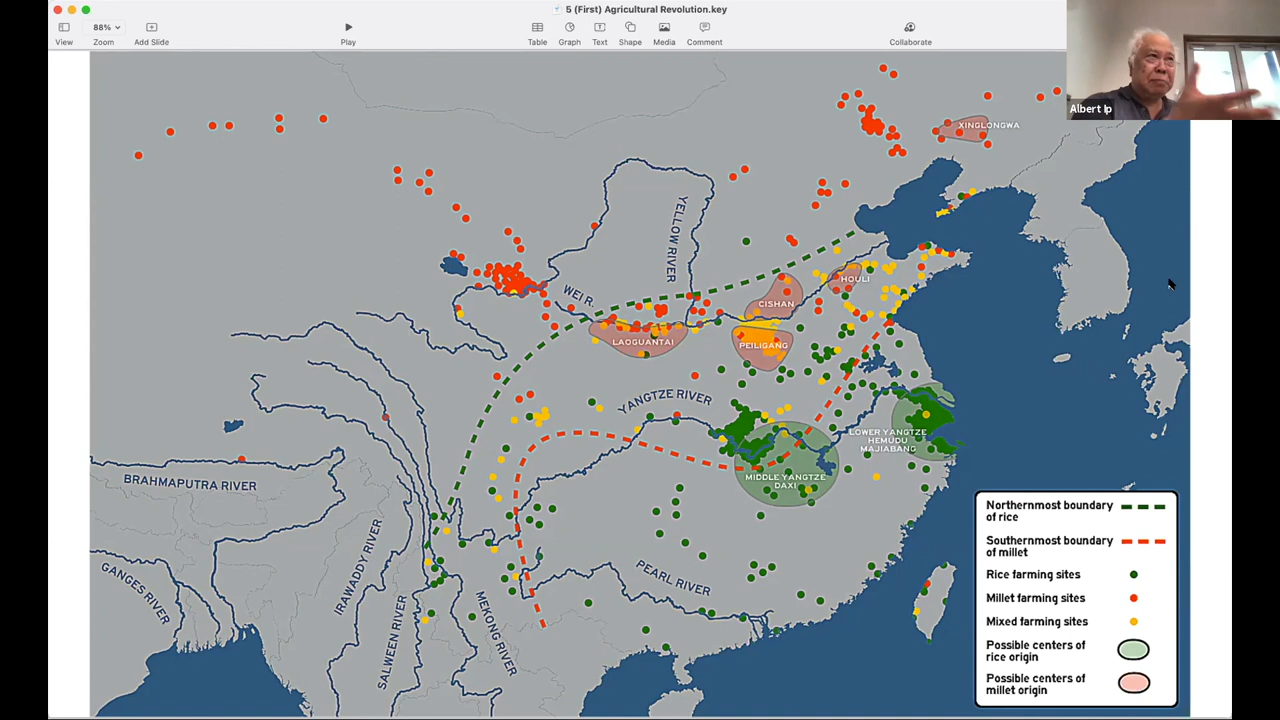 5 (First) Agricultural Revolution.key
88%
View
Zoom
Add Slide
Play
Table
Graph
Text
Shape
Media
Comment
Collaborate
Albert Ip
XINGLONGWA
YELLOW RIVER
WEI R.
HOULI
CISHAN
LAOGUANTAI
PEILIGANG
YANGTZE RIVER
LOWER YANGTZE
HEMUDU
MAJIABANG
MIDDLE YANGTZE
DAXI
BRAHMAPUTRA RIVER
GANGES RIVER
IRAWADDY RIVER
SALWEEN RIVER
MEKONG RIVER
PEARL RIVER
Northernmost boundary
of rice
Southernmost boundary
of millet
Rice farming sites
Millet farming sites
Mixed farming sites
Possible centers of
rice origin
Possible centers of
millet origin